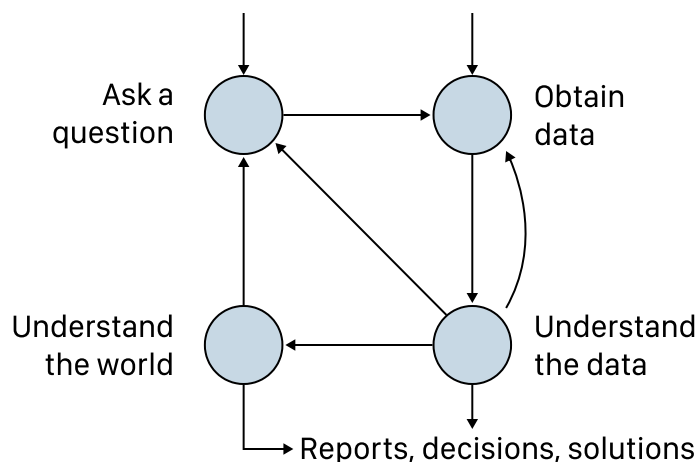 Ask a
question
Obtain
data
Understand
the world
Understand
the data
Reports, decisions, solutions